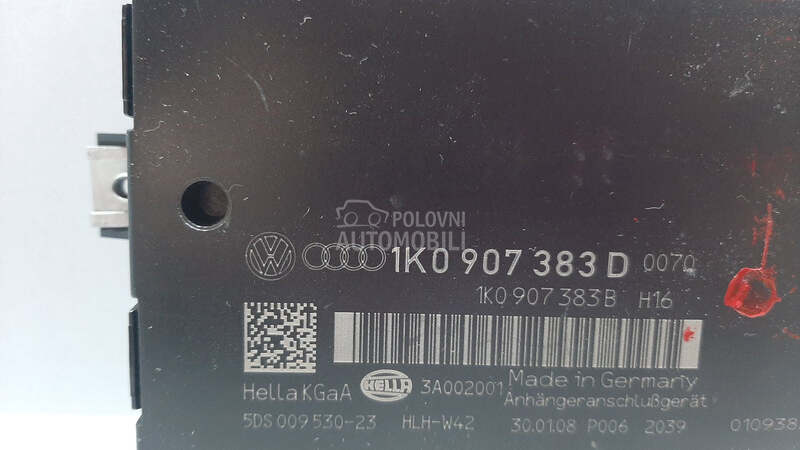 POLOVNI
AUTOMOBILI
1K0 907 383 D 0070
1K0 907 383 B H16
Hella KGaA HELLA 3A002001 Made in Germany
Anhängeranschlußgerät
5DS 009 530-23 HLH-W42 30.01.08 P006 2039